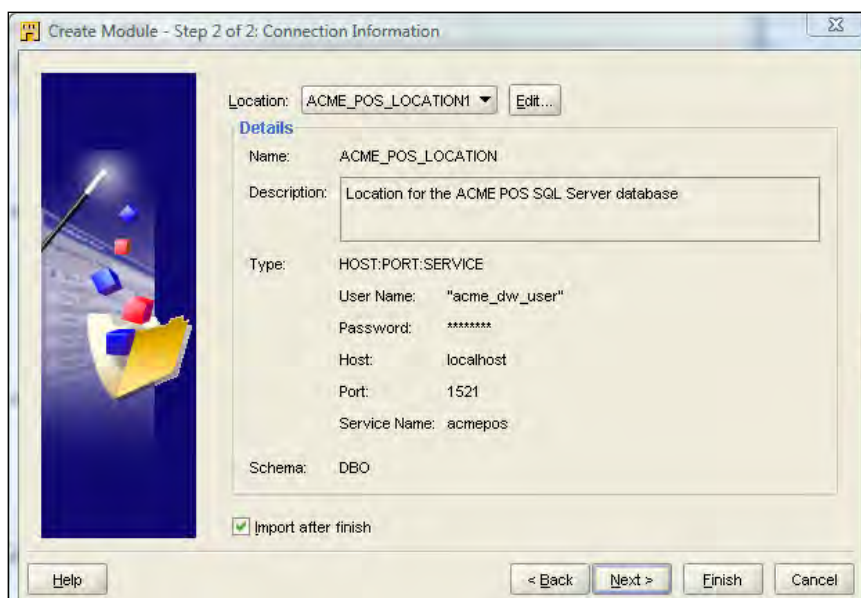 Create Module - Step 2 of 2: Connection Information
Location: ACME_POS_LOCATION1 Edit...
Details
Name: ACME_POS_LOCATION
Description: Location for the ACME POS SQL Server database
Type: HOST:PORT:SERVICE
User Name: "acme_dw_user"
Password: ********
Host: localhost
Port: 1521
Service Name: acmepos
Schema: DBO
Import after finish
Help < Back Next > Finish Cancel